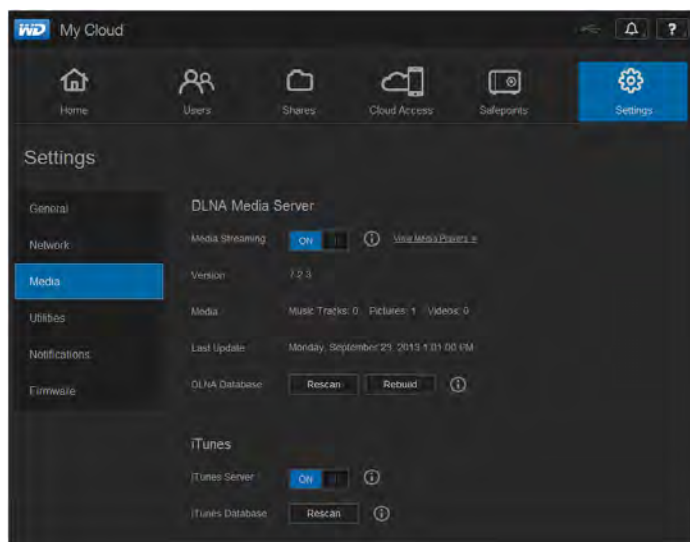 WD My Cloud
?
Home Users Shares Cloud Access Safepoints Settings
Settings
General
Network
Media
Utilities
Notifications
Firmware
DLNA Media Server
Media Streaming ON View Media Players »
Version 7.2.3
Media Music Tracks: 0 Pictures: 1 Videos: 0
Last Update Monday, September 23, 2013 1:01:00 PM
DLNA Database Rescan Rebuild
iTunes
iTunes Server ON
iTunes Database Rescan